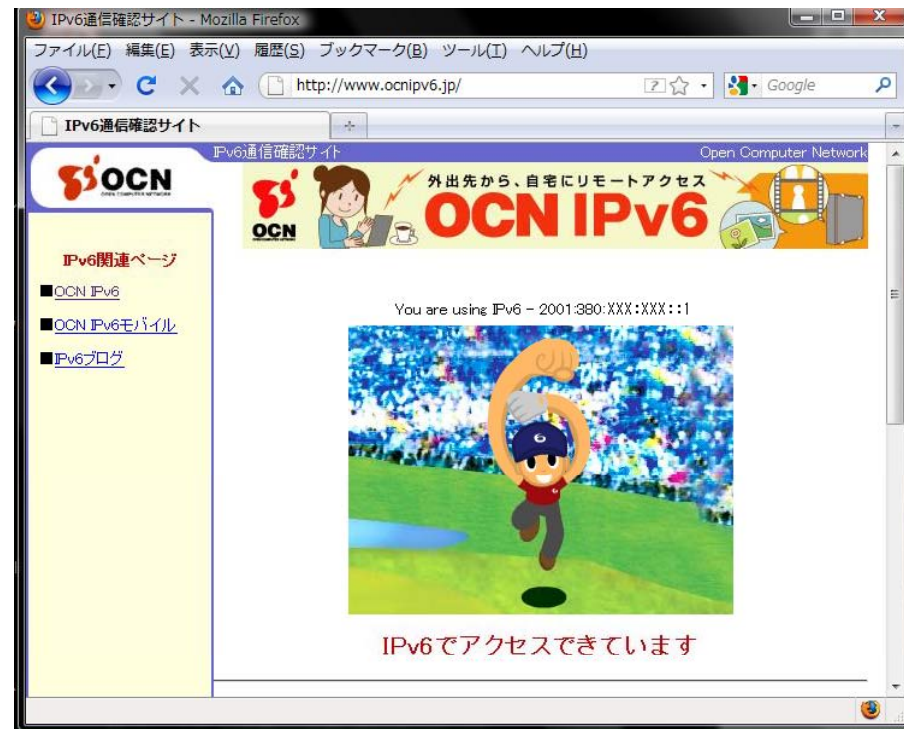 IPv6通信確認サイト - Mozilla Firefox
ファイル(F) 編集(E) 表示(V) 履歴(S) ブックマーク(B) ツール(T) ヘルプ(H)
http://www.ocnipv6.jp/
Google
IPv6通信確認サイト
IPv6通信確認サイト Open Computer Network
OCN
OPEN COMPUTER NETWORK
外出先から、自宅にリモートアクセス
OCN IPv6
OCN
IPv6関連ページ
■OCN IPv6
■OCN IPv6モバイル
■IPv6ブログ
You are using IPv6 - 2001:380:XXX:XXX::1
6
IPv6でアクセスできています